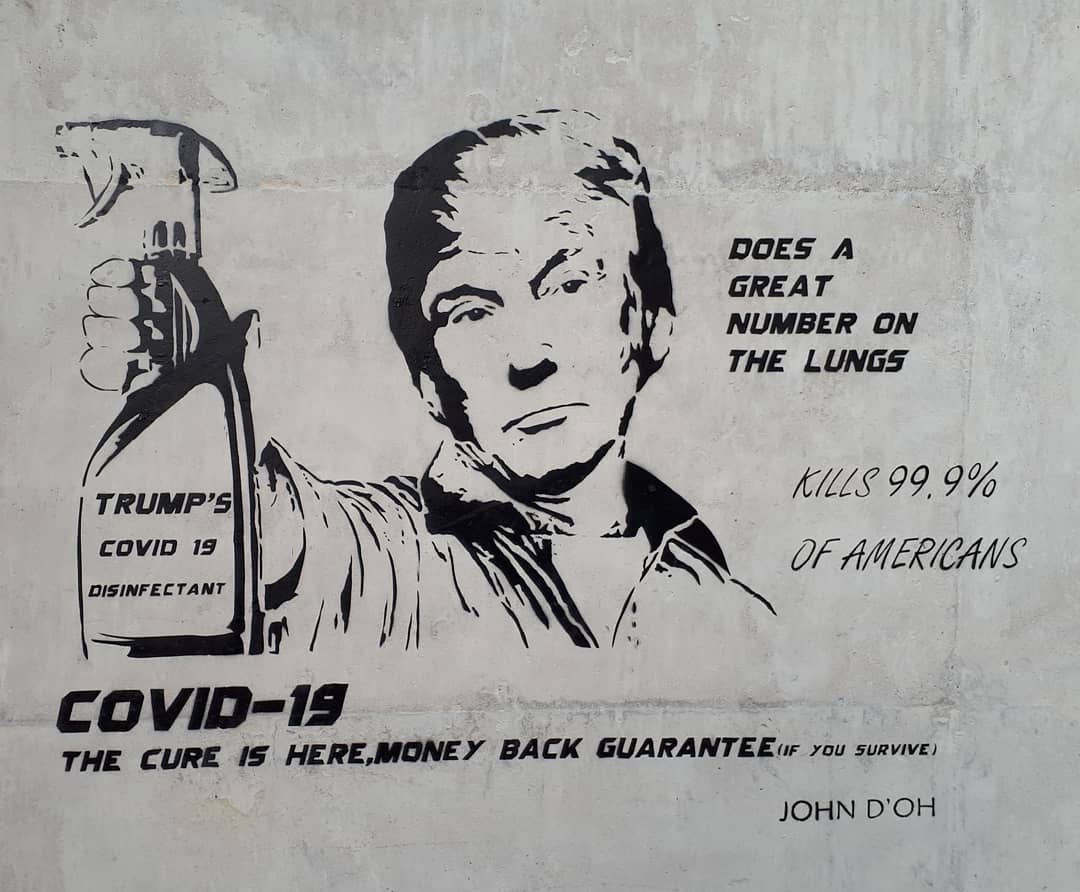 DOES A
GREAT
NUMBER ON
THE LUNGS
KILLS 99.9%
OF AMERICANS
TRUMP'S
COVID 19
DISINFECTANT
COVID-19
THE CURE IS HERE,MONEY BACK GUARANTEE(IF YOU SURVIVE)
JOHN D'OH